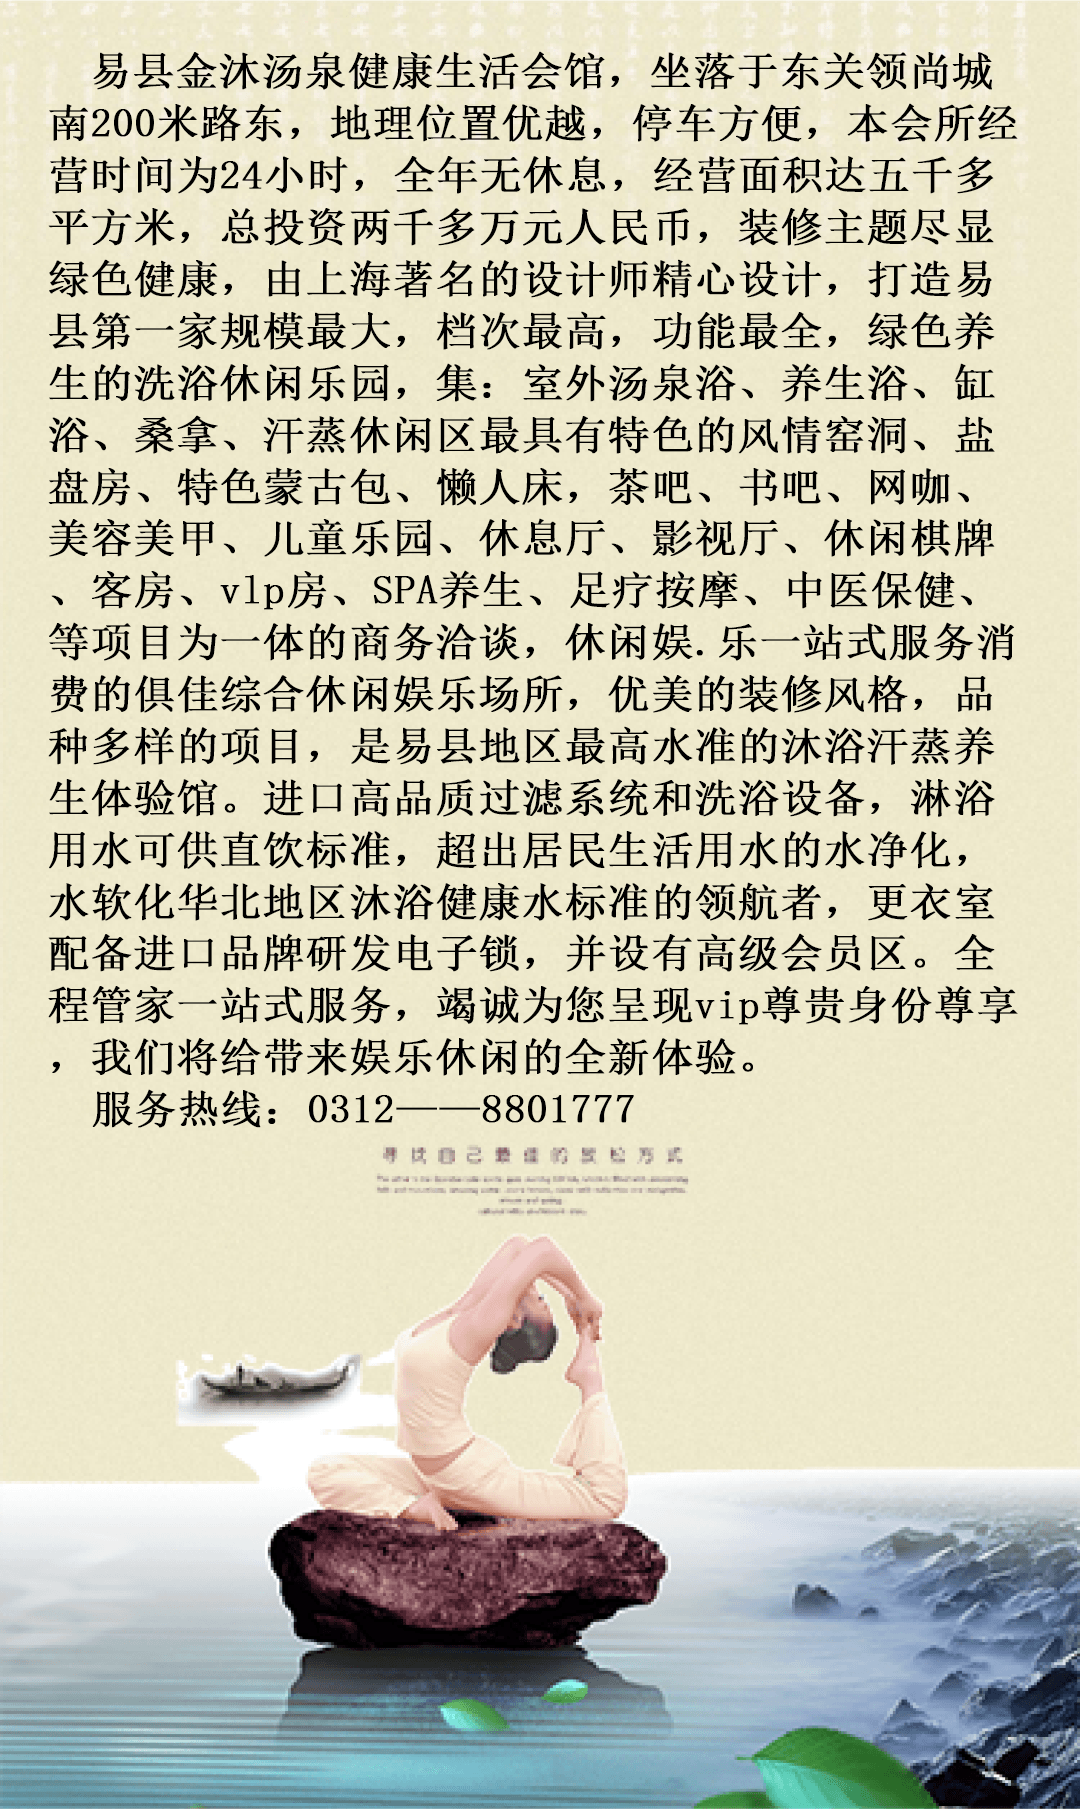 易县金沐汤泉健康生活会馆，坐落于东关领尚城
南200米路东，地理位置优越，停车方便，本会所经
营时间为24小时，全年无休息，经营面积达五千多
平方米，总投资两千多万元人民币，装修主题尽显
绿色健康，由上海著名的设计师精心设计，打造易
县第一家规模最大，档次最高，功能最全，绿色养
生的洗浴休闲乐园，集：室外汤泉浴、养生浴、缸
浴、桑拿、汗蒸休闲区最具有特色的风情窑洞、盐
盘房、特色蒙古包、懒人床，茶吧、书吧、网咖、
美容美甲、儿童乐园、休息厅、影视厅、休闲棋牌
、客房、vlp房、SPA养生、足疗按摩、中医保健、
等项目为一体的商务洽谈，休闲娱.乐一站式服务消
费的俱佳综合休闲娱乐场所，优美的装修风格，品
种多样的项目，是易县地区最高水准的沐浴汗蒸养
生体验馆。进口高品质过滤系统和洗浴设备，淋浴
用水可供直饮标准，超出居民生活用水的水净化，
水软化华北地区沐浴健康水标准的领航者，更衣室
配备进口品牌研发电子锁，并设有高级会员区。全
程管家一站式服务，竭诚为您呈现vip尊贵身份尊享
，我们将给带来娱乐休闲的全新体验。
服务热线：0312——8801777
寻找自己最佳的放松方式